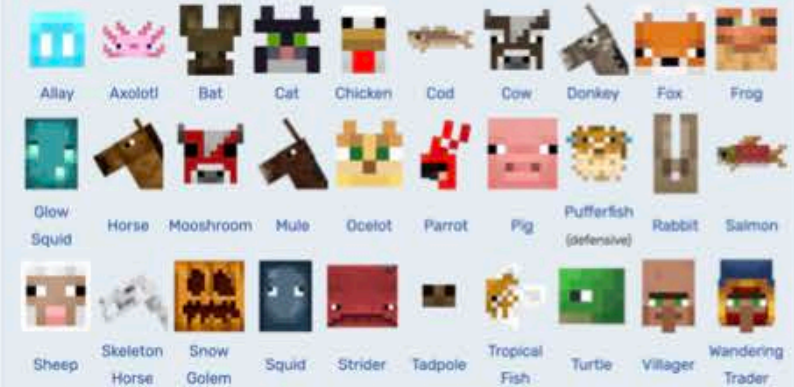 Allay Axolotl Bat Cat Chicken Cod Cow Donkey Fox Frog
Glow Squid Horse Mooshroom Mule Ocelot Parrot Pig Pufferfish (defensive) Rabbit Salmon
Sheep Skeleton Horse Snow Golem Squid Strider Tadpole Tropical Fish Turtle Villager Wandering Trader